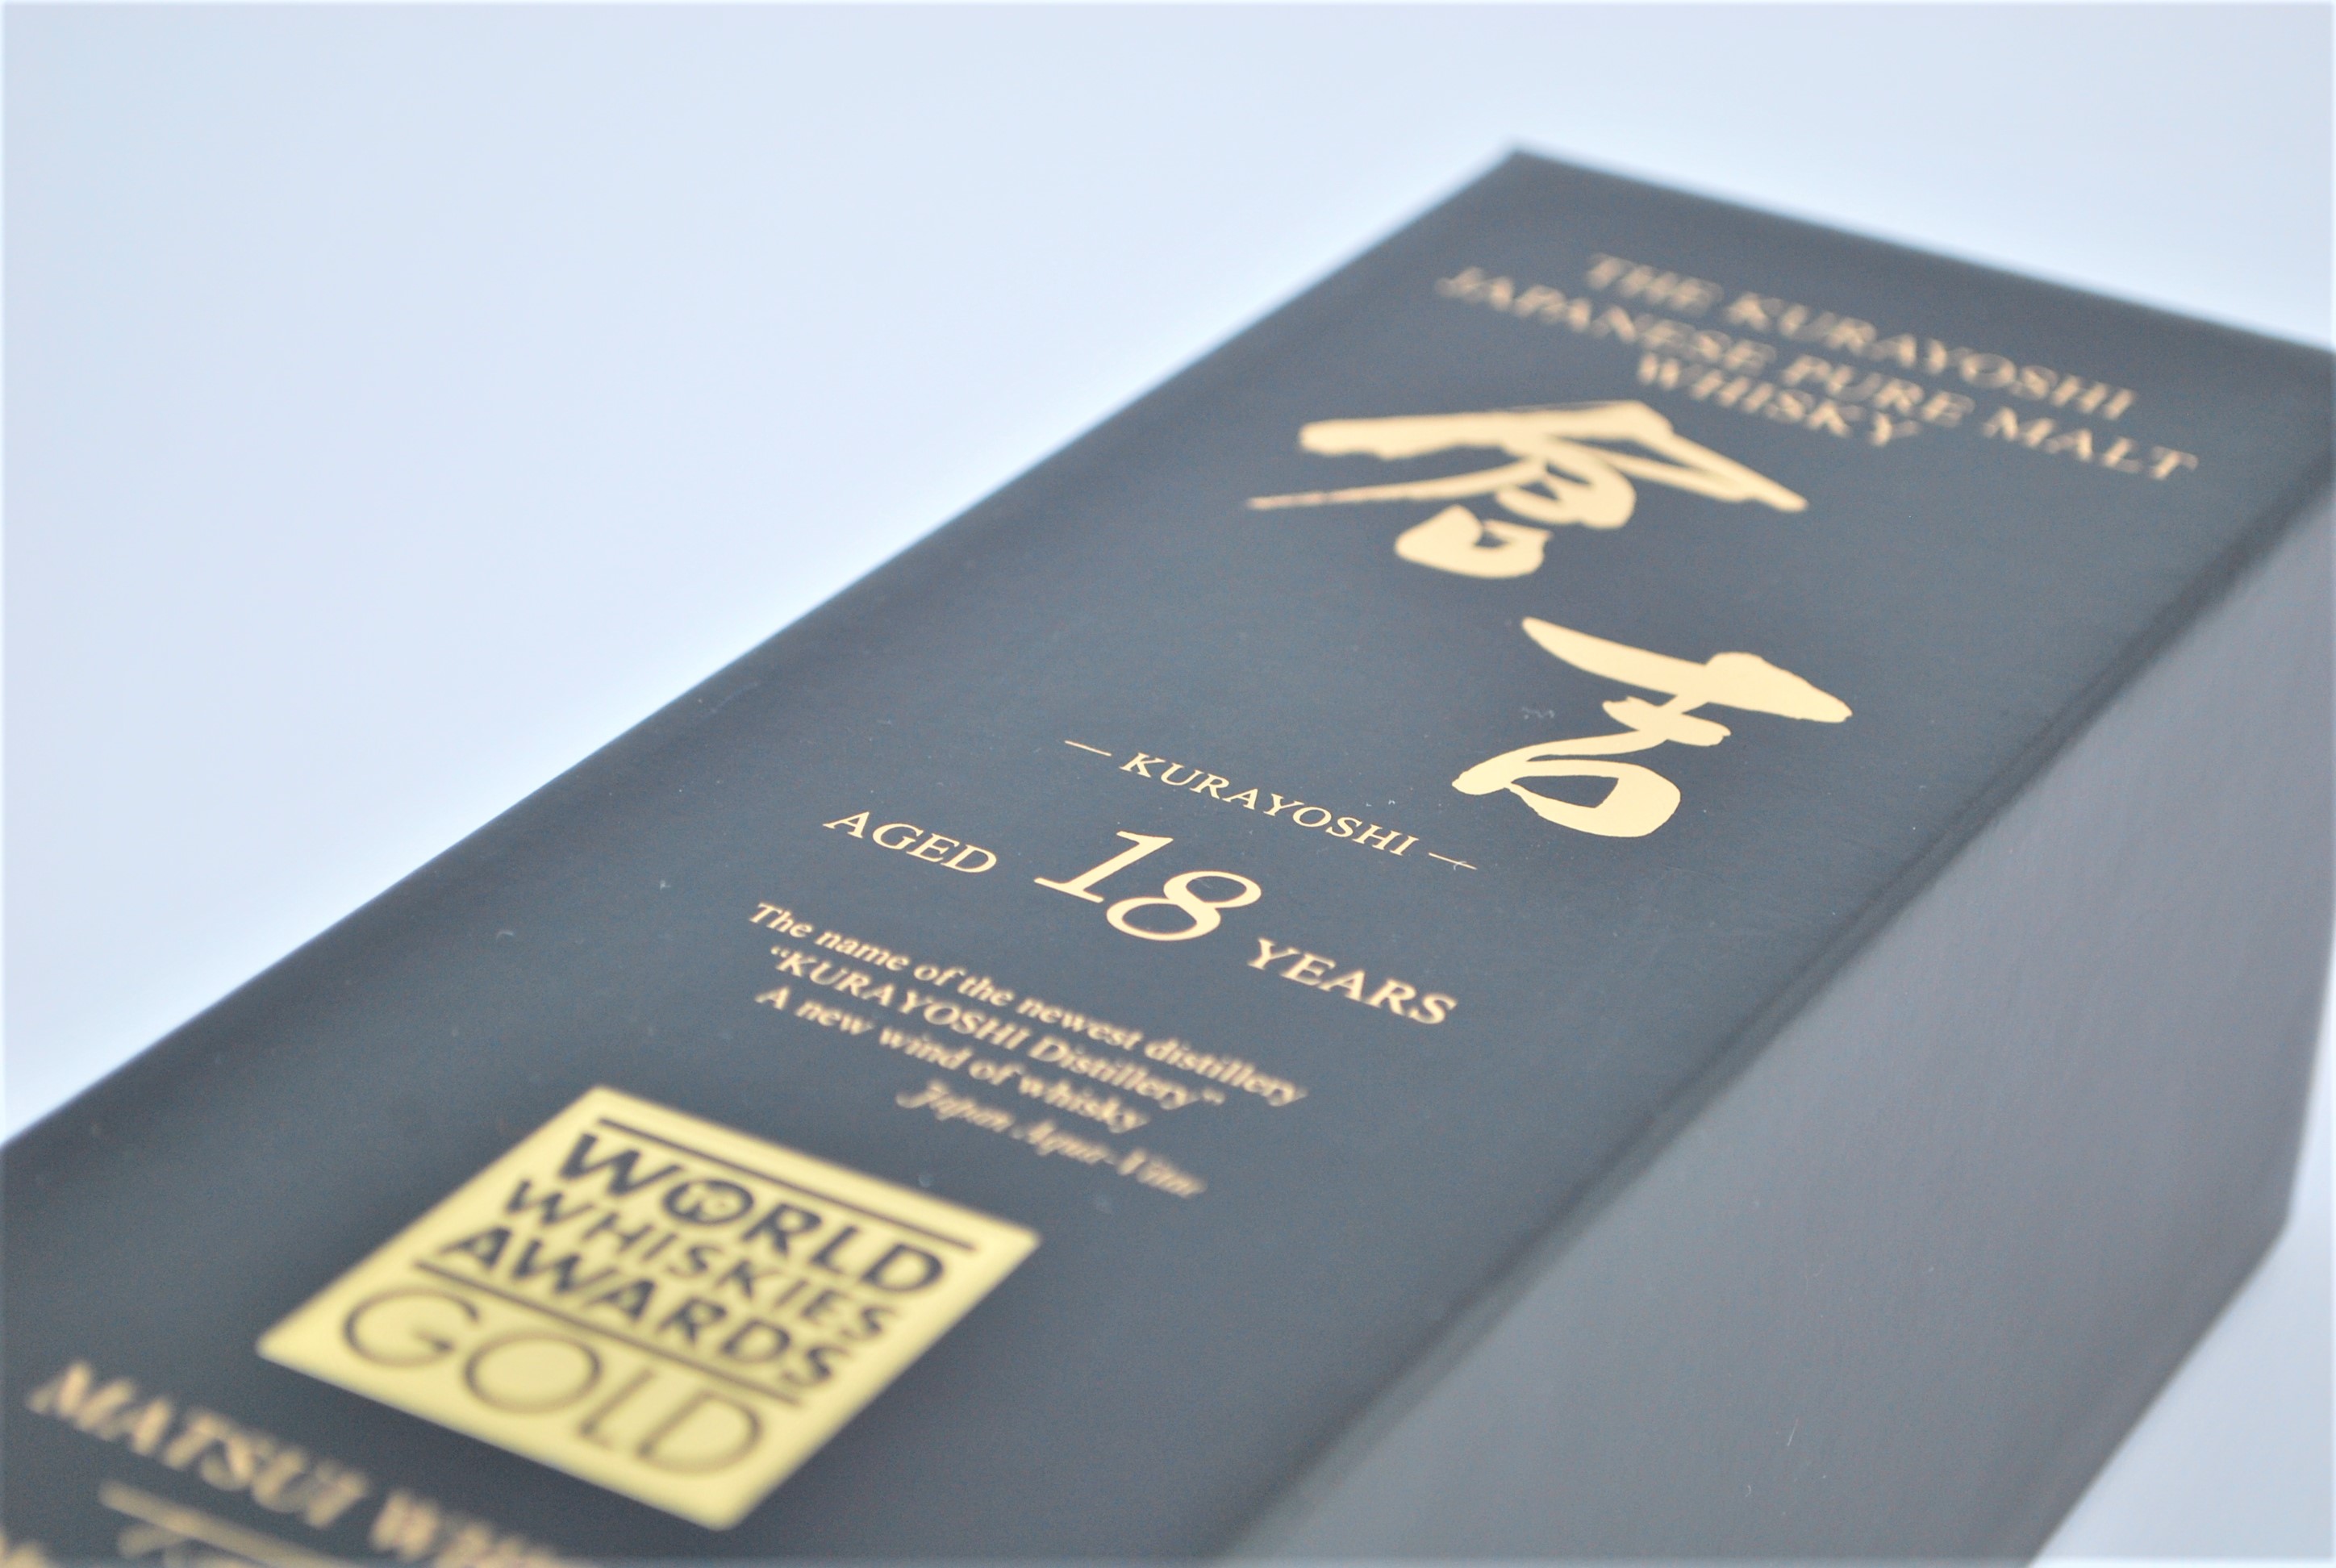 THE KURAYOSHI
JAPANESE PURE MALT
WHISKY
倉吉
— KURAYOSHI —
AGED 18 YEARS
The name of the newest distillery
“KURAYOSHI Distillery“
A new wind of whisky
Japan Aqua-Vitae
WORLD
WHISKIES
AWARDS
GOLD
MATSUI